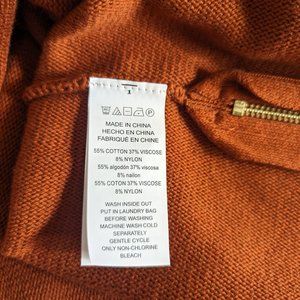 1
MADE IN CHINA
HECHO EN CHINA
FABRIQUÉ EN CHINE
55% COTTON 37% VISCOSE
8% NYLON
55% algodón 37% viscosa
8% nailon
55% COTON 37% VISCOSE
8% NYLON
WASH INSIDE OUT
PUT IN LAUNDRY BAG
BEFORE WASHING
MACHINE WASH COLD
SEPARATELY
GENTLE CYCLE
ONLY NON-CHLORINE
BLEACH